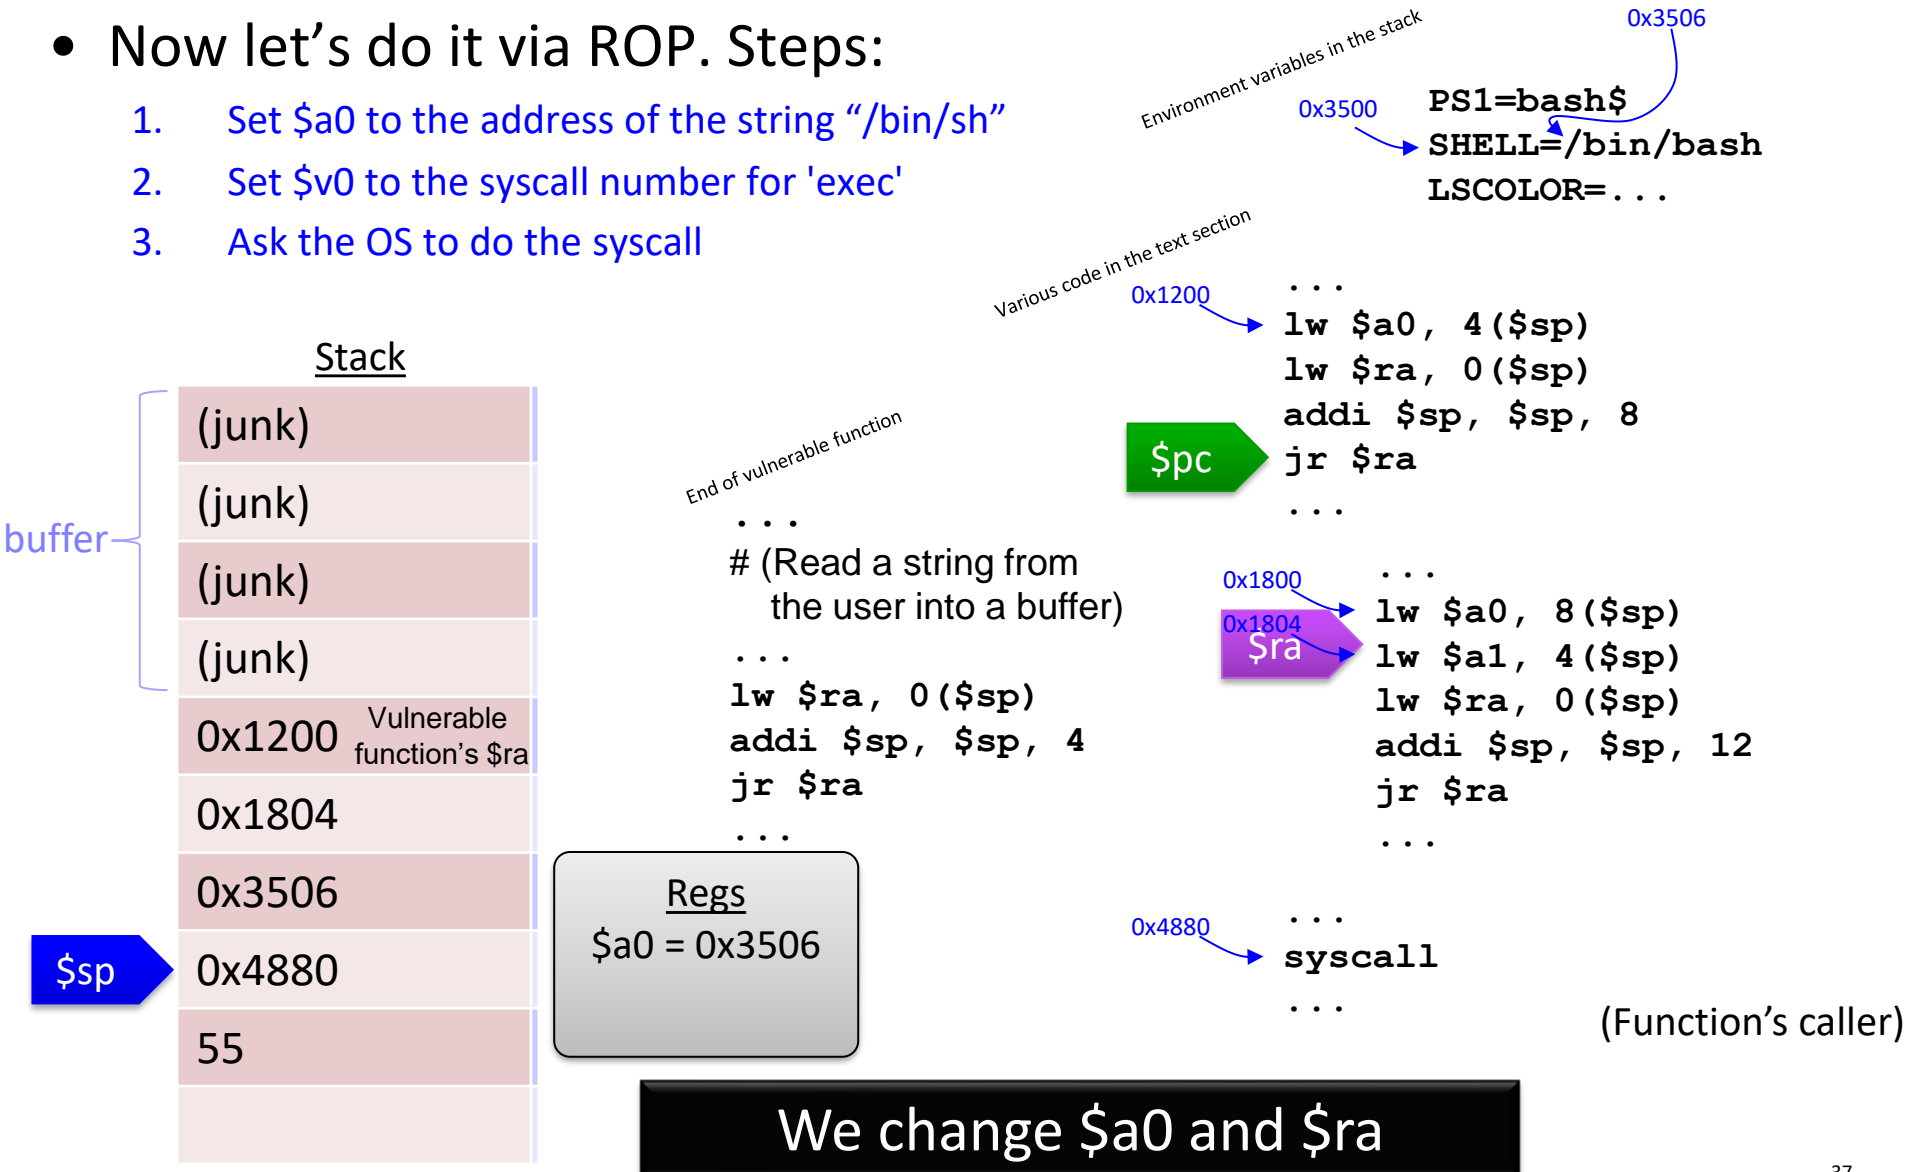 • Now let’s do it via ROP. Steps:
1. Set $a0 to the address of the string “/bin/sh”
2. Set $v0 to the syscall number for 'exec'
3. Ask the OS to do the syscall
Environment variables in the stack
0x3506
0x3500
PS1=bash$
SHELL=/bin/bash
LSCOLOR=...
Various code in the text section
0x1200
...
lw $a0, 4($sp)
lw $ra, 0($sp)
addi $sp, $sp, 8
$pc
jr $ra
...
Stack
buffer
(junk)
(junk)
(junk)
(junk)
0x1200
Vulnerable
function’s $ra
0x1804
0x3506
$sp
0x4880
55
End of vulnerable function
...
# (Read a string from
the user into a buffer)
...
lw $ra, 0($sp)
addi $sp, $sp, 4
jr $ra
...
Regs
$a0 = 0x3506
0x1800
0x1804
$ra
...
lw $a0, 8($sp)
lw $a1, 4($sp)
lw $ra, 0($sp)
addi $sp, $sp, 12
jr $ra
...
0x4880
...
syscall
...
(Function’s caller)
We change $a0 and $ra
37